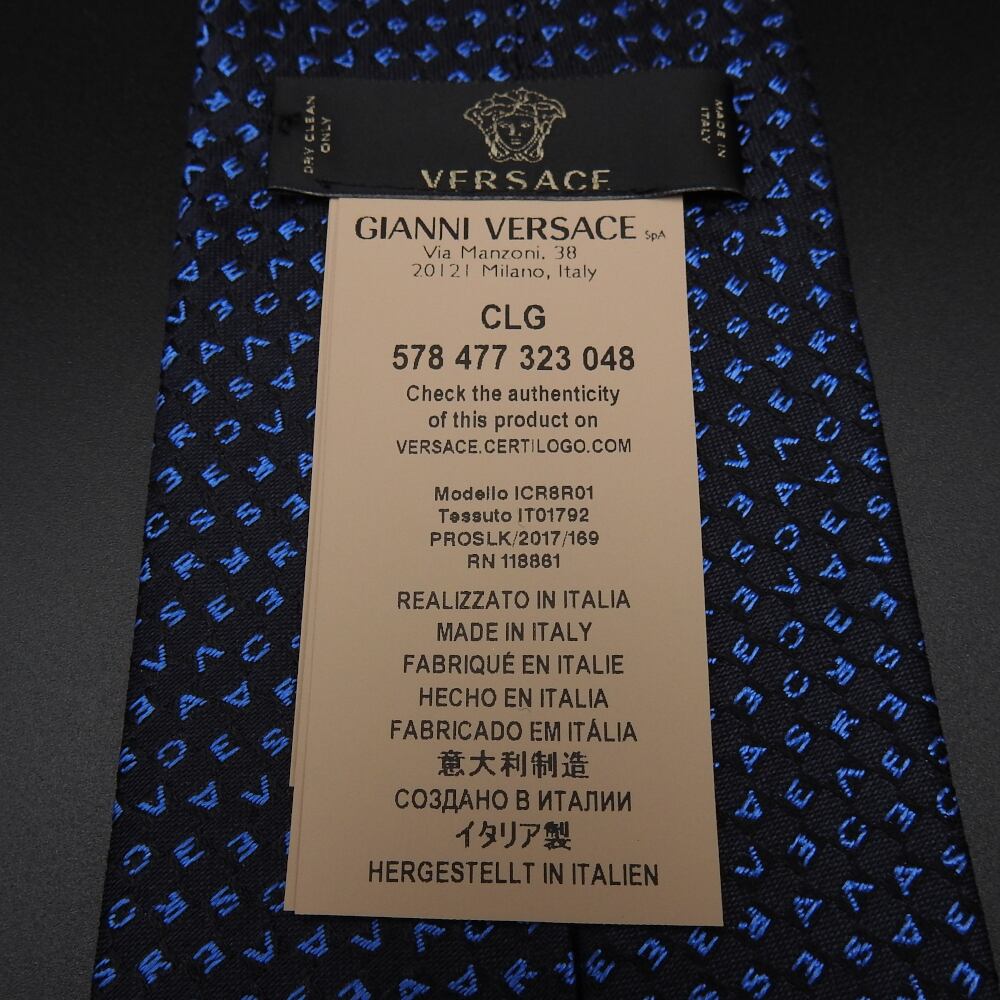 DRY CLEAN
ONLY
VERSACE
MADE IN
ITALY
GIANNI VERSACE SpA
Via Manzoni, 38
20121 Milano, Italy
CLG
578 477 323 048
Check the authenticity
of this product on
VERSACE.CERTILOGO.COM
Modello ICR8R01
Tessuto IT01792
PROSLK/2017/169
RN 118861
REALIZZATO IN ITALIA
MADE IN ITALY
FABRIQUÉ EN ITALIE
HECHO EN ITALIA
FABRICADO EM ITÁLIA
意大利制造
СОЗДАНО В ИТАЛИИ
イタリア製
HERGESTELLT IN ITALIEN